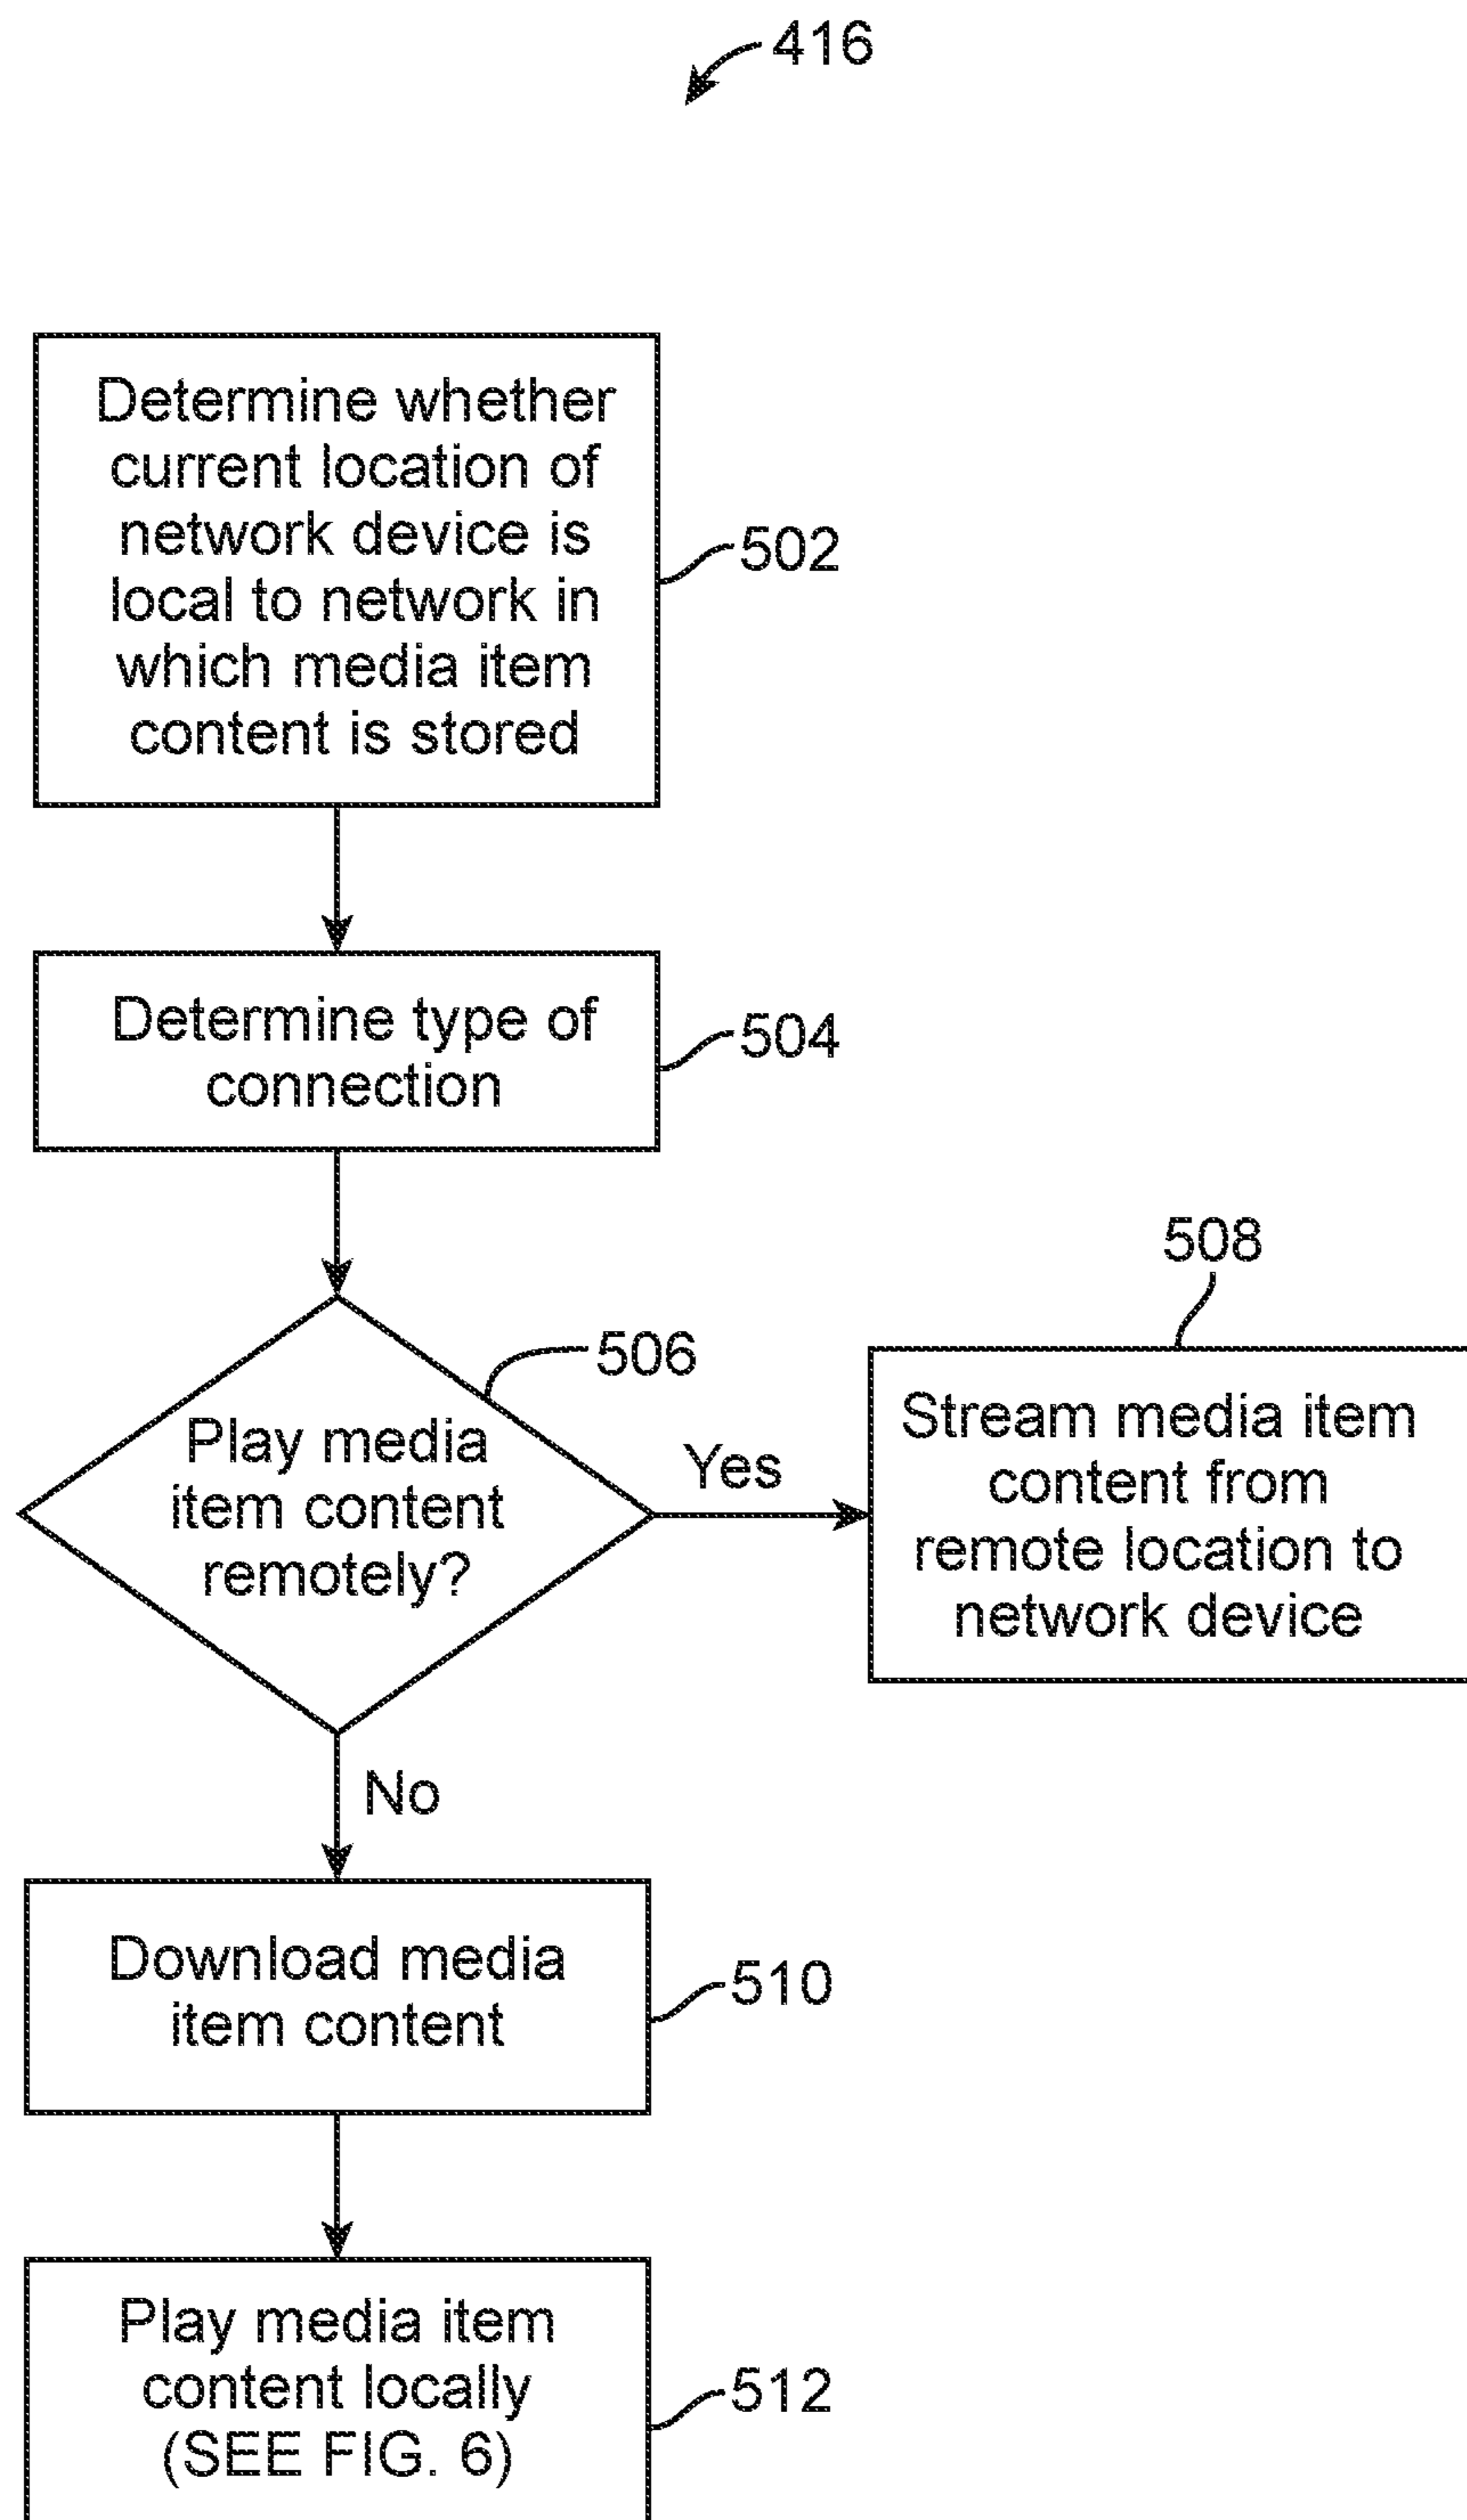 416
Determine whether
current location of
network device is
local to network in
which media item
content is stored
502
Determine type of
connection
504
506
Play media
item content
remotely?
Yes
508
Stream media item
content from
remote location to
network device
No
Download media
item content
510
Play media item
content locally
(SEE FIG. 6)
512